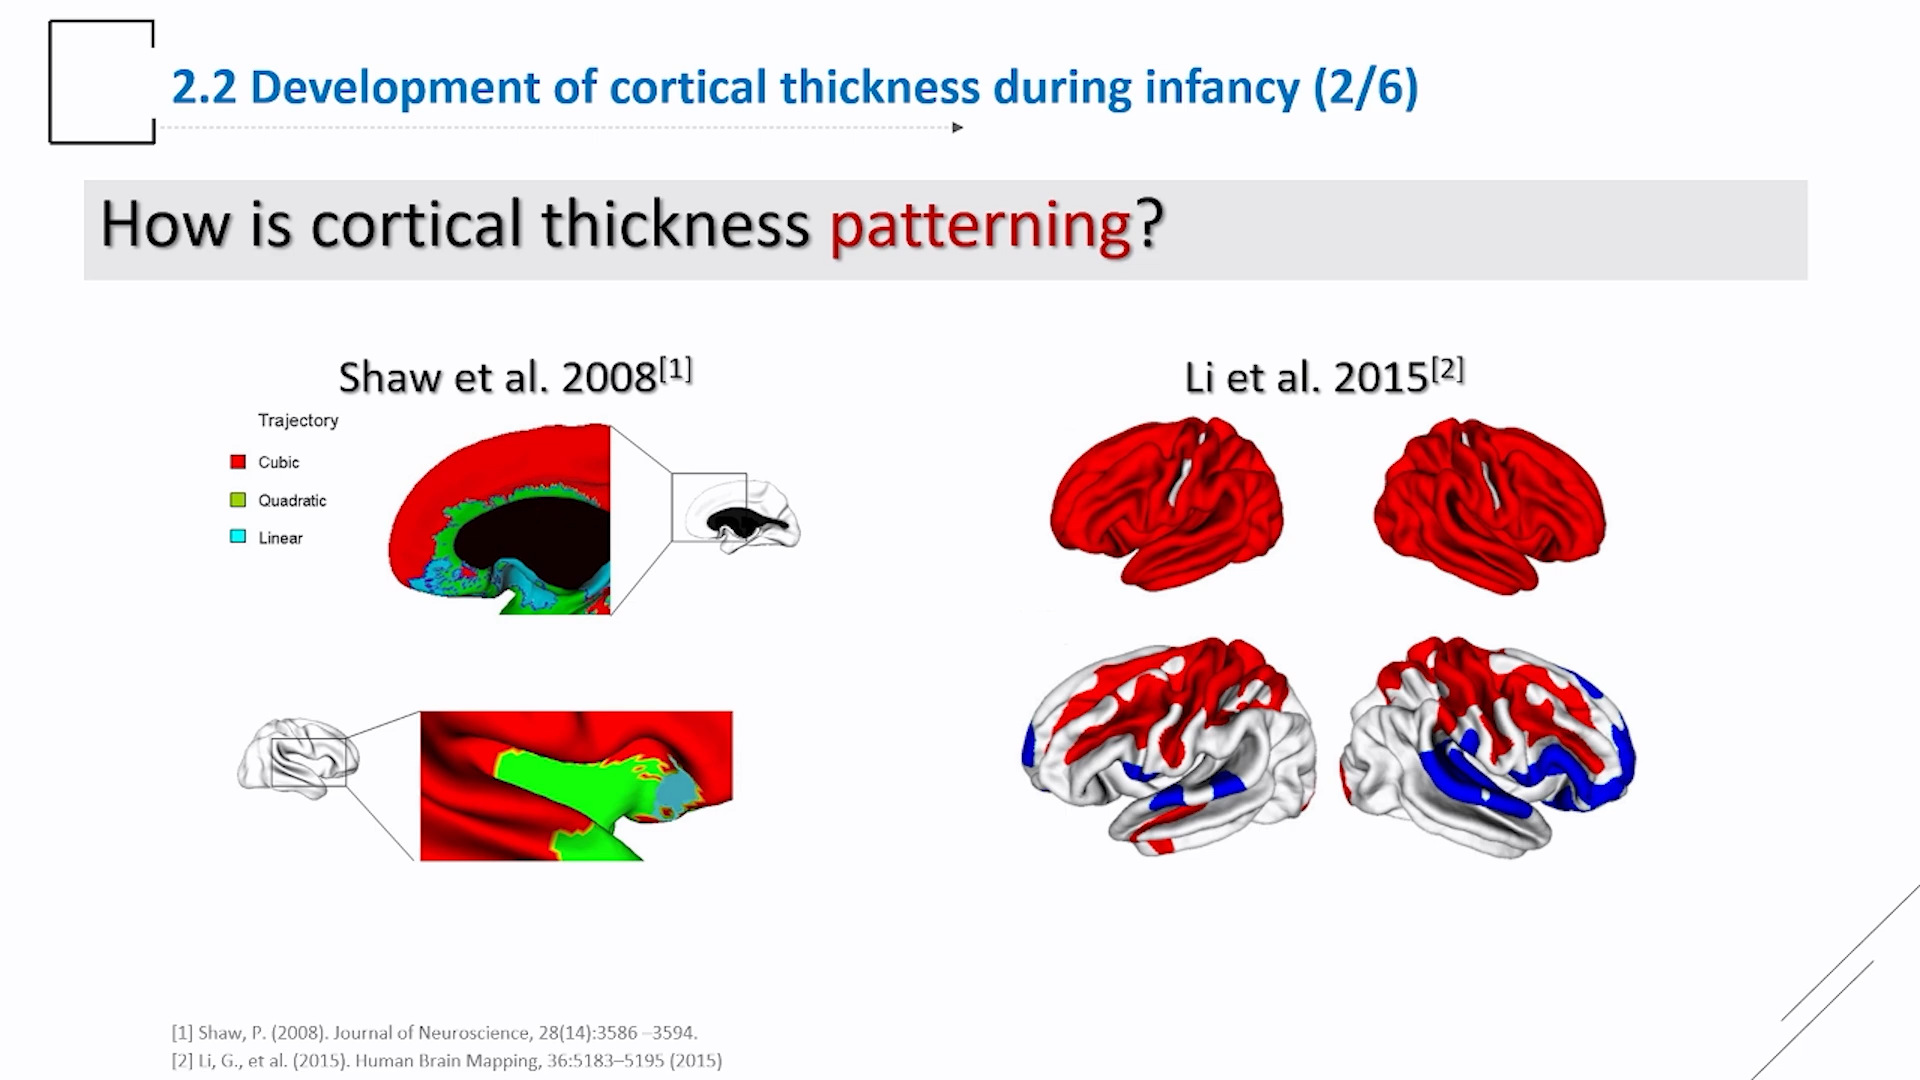 2.2 Development of cortical thickness during infancy (2/6)
How is cortical thickness patterning?
Shaw et al. 2008[1]
Trajectory
Cubic
Quadratic
Linear
Li et al. 2015[2]
[1] Shaw, P. (2008). Journal of Neuroscience, 28(14):3586 –3594.
[2] Li, G., et al. (2015). Human Brain Mapping, 36:5183–5195 (2015)